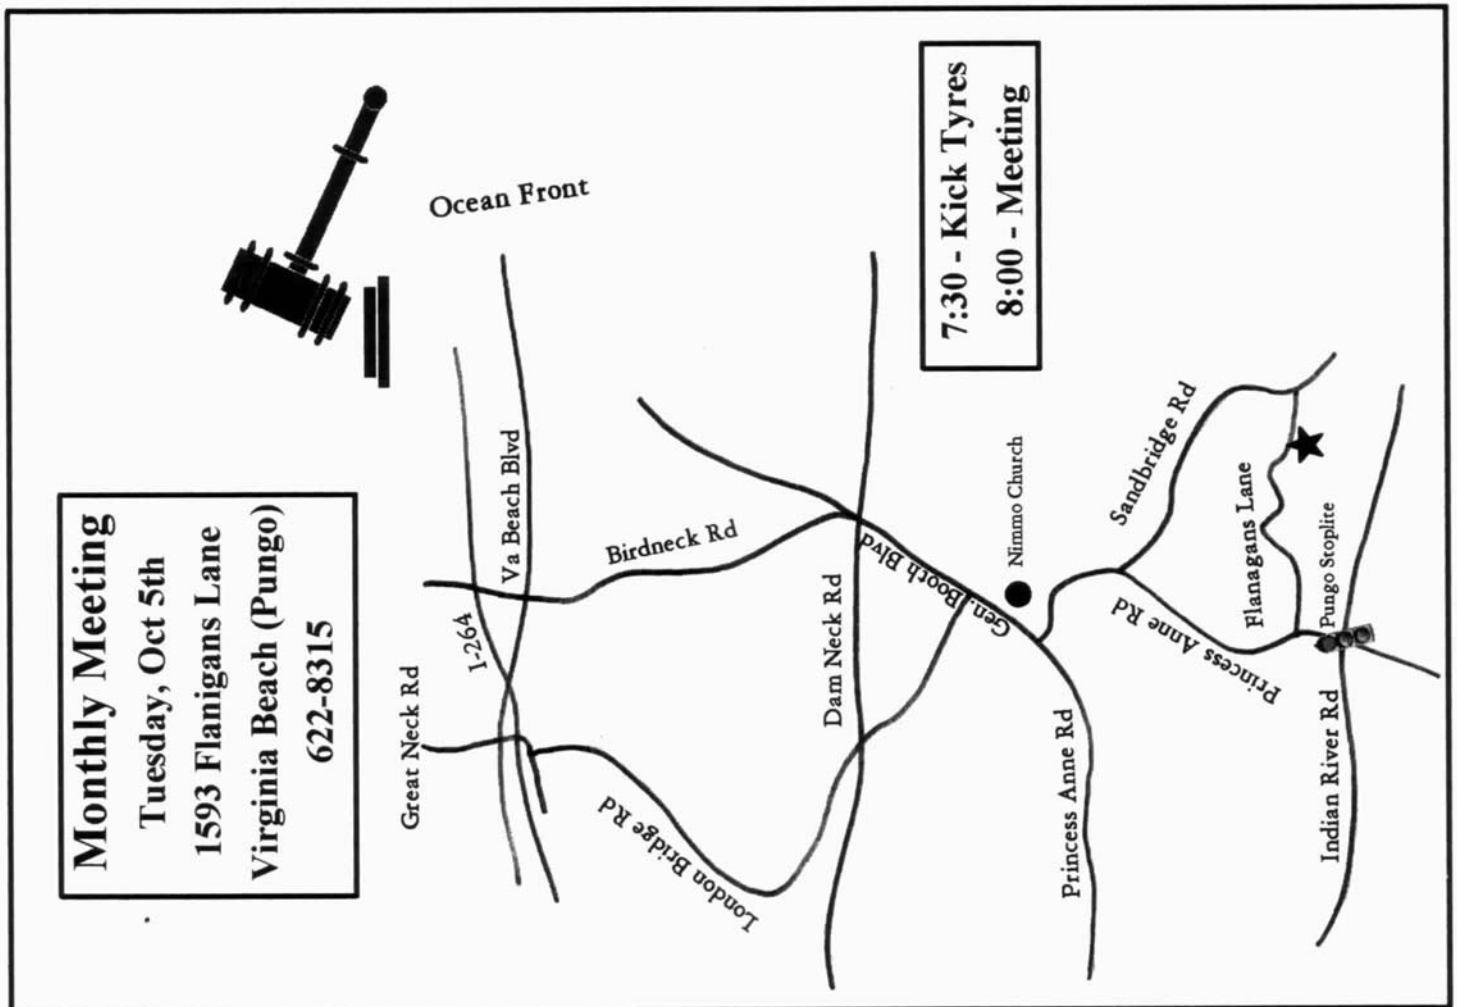 Monthly Meeting
Tuesday, Oct 5th
1593 Flanigans Lane
Virginia Beach (Pungo)
622-8315
Ocean Front
7:30 - Kick Tyres
8:00 - Meeting
Great Neck Rd
I-264
Va Beach Blvd
Birdneck Rd
London Bridge Rd
Dam Neck Rd
Gen. Booth Blvd
Nimmo Church
Princess Anne Rd
Sandbridge Rd
Princess Anne Rd
Flanagans Lane
Pungo Stoplite
Indian River Rd